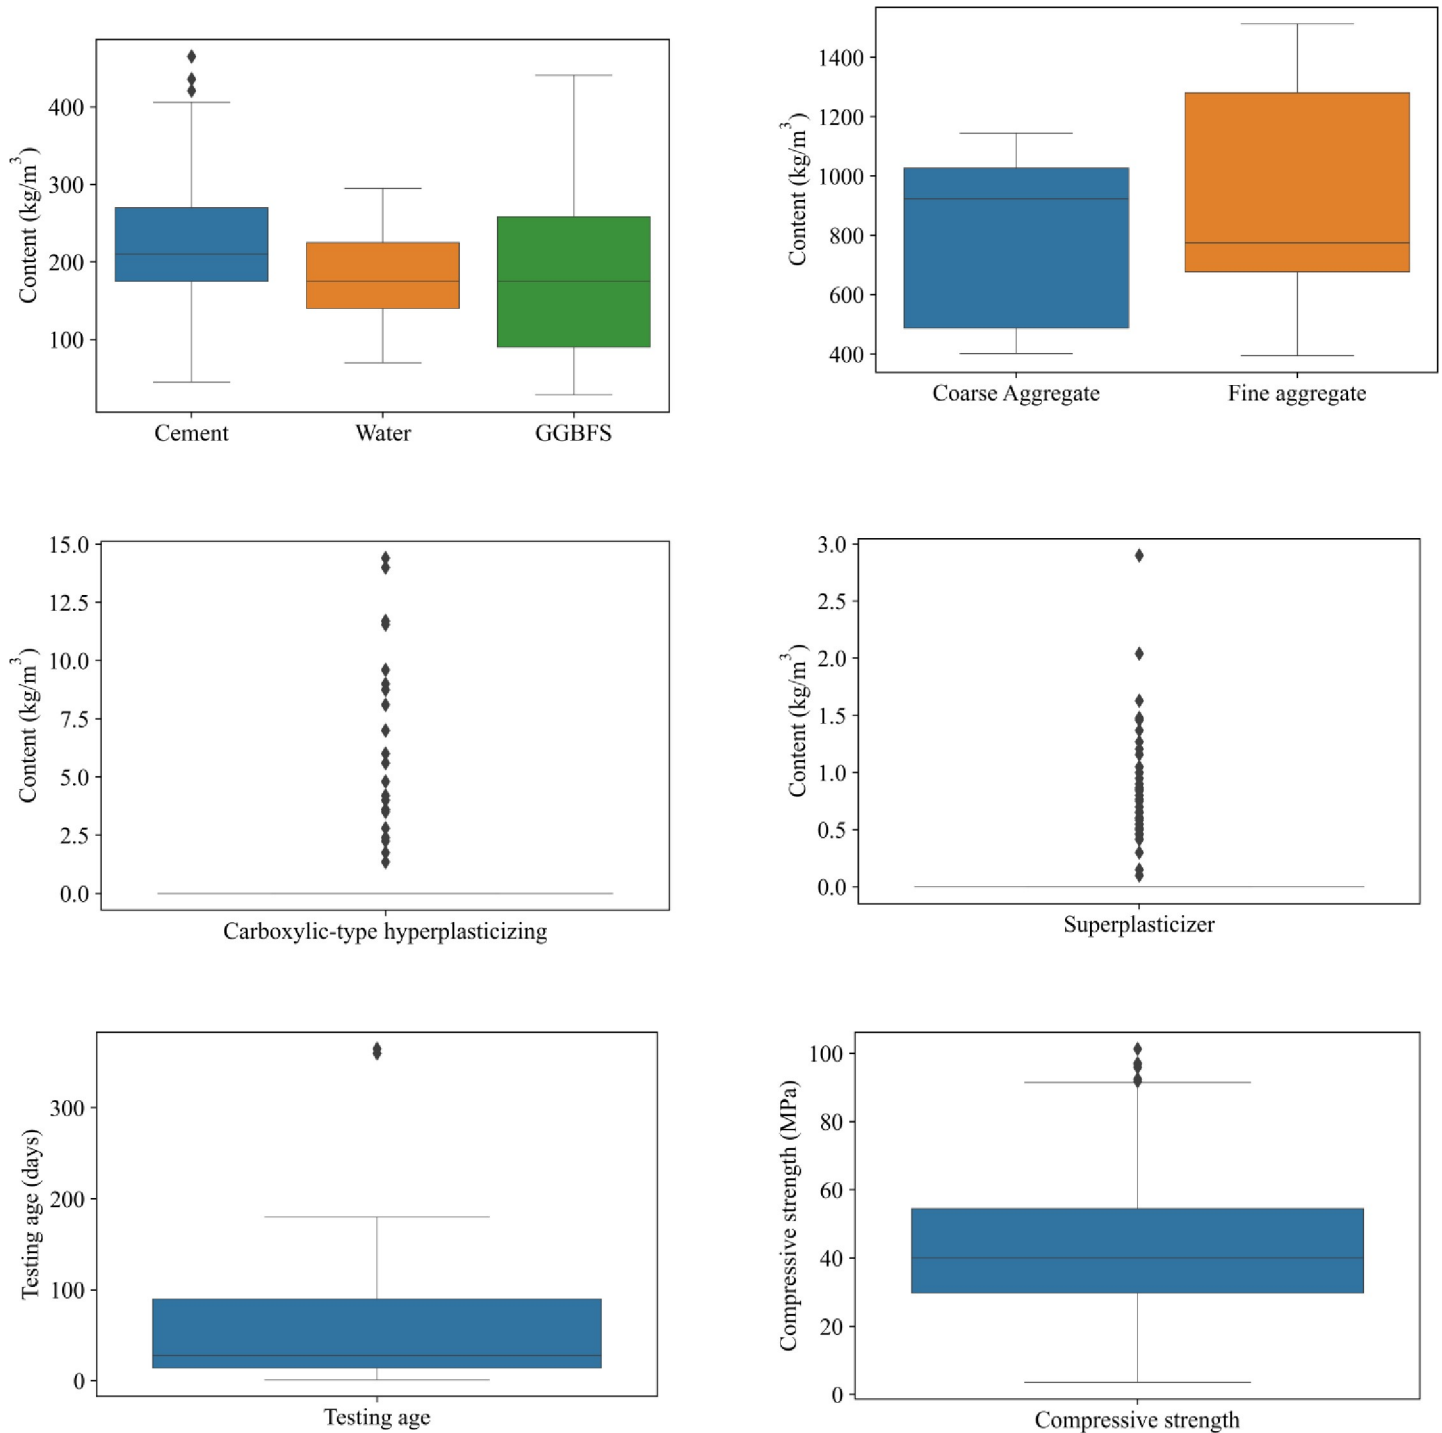 Content (kg/m³)
400
300
200
100
Cement Water GGBFS
Content (kg/m³)
1400
1200
1000
800
600
400
Coarse Aggregate Fine aggregate
Content (kg/m³)
15.0
12.5
10.0
7.5
5.0
2.5
0.0
Carboxylic-type hyperplasticizing
Content (kg/m³)
3.0
2.5
2.0
1.5
1.0
0.5
0.0
Superplasticizer
Testing age (days)
300
200
100
0
Testing age
Compressive strength (MPa)
100
80
60
40
20
0
Compressive strength